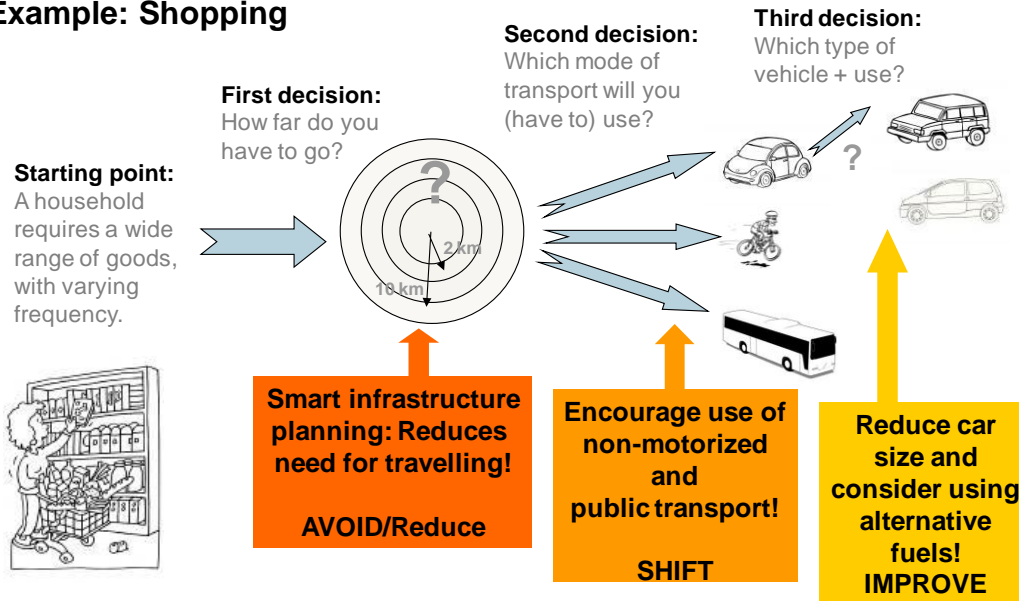 Example: Shopping
Starting point:
A household
requires a wide
range of goods,
with varying
frequency.
First decision:
How far do you
have to go?
?
2 km
10 km
Second decision:
Which mode of
transport will you
(have to) use?
Third decision:
Which type of
vehicle + use?
?
Smart infrastructure
planning: Reduces
need for travelling!
AVOID/Reduce
Encourage use of
non-motorized
and
public transport!
SHIFT
Reduce car
size and
consider using
alternative
fuels!
IMPROVE